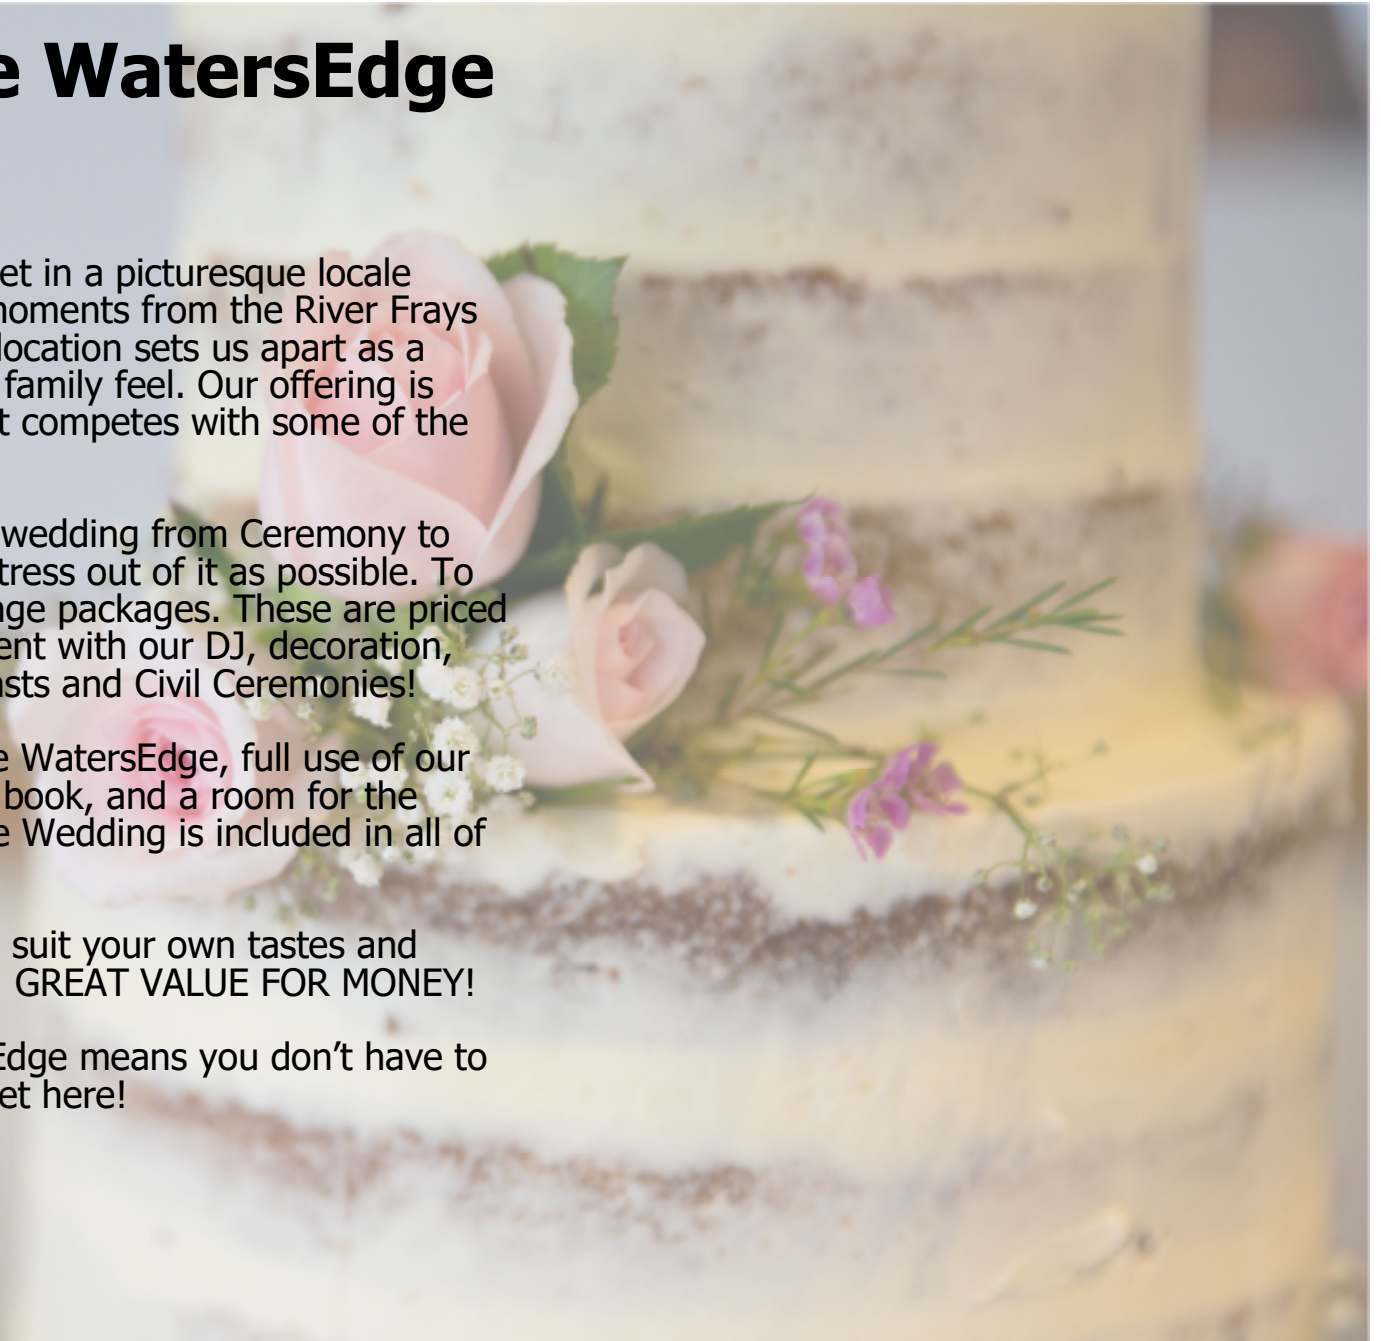 e WatersEdge
et in a picturesque locale
moments from the River Frays
location sets us apart as a
family feel. Our offering is
t competes with some of the
wedding from Ceremony to
tress out of it as possible. To
nge packages. These are priced
ent with our DJ, decoration,
asts and Civil Ceremonies!
e WatersEdge, full use of our
book, and a room for the
e Wedding is included in all of
suit your own tastes and
GREAT VALUE FOR MONEY!
Edge means you don’t have to
et here!